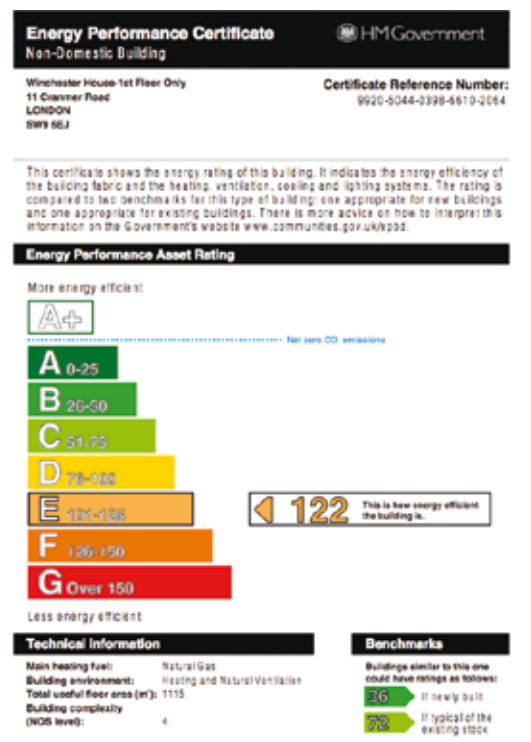 Energy Performance Certificate
Non-Domestic Building
HM Government
Winchester House-1st Floor Only
11 Cranmer Road
LONDON
SW9 6EJ
Certificate Reference Number:
9920-5044-0398-6610-2064
This certificate shows the energy rating of this building. It indicates the energy efficiency of
the building fabric and the heating, ventilation, cooling and lighting systems. The rating is
compared to two benchmarks for this type of building: one appropriate for new buildings
and one appropriate for existing buildings. There is more advice on how to interpret this
information on the Government's website www.communities.gov.uk/epbd.
Energy Performance Asset Rating
More energy efficient
A+
Net zero CO₂ emissions
A 0-25
B 26-50
C 51-75
D 76-100
E 101-125
122
This is how energy efficient
the building is.
F 126-150
G Over 150
Less energy efficient
Technical Information
Main heating fuel: Natural Gas
Building environment: Heating and Natural Ventilation
Total useful floor area (m²): 1115
Building complexity
(NOS level): 4
Benchmarks
Buildings similar to this one
could have ratings as follows:
36 If newly built
72 If typical of the
existing stock